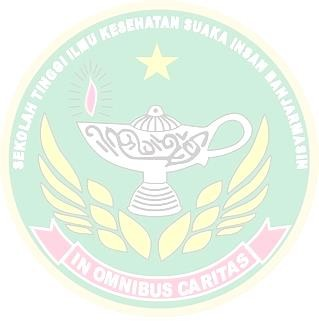 SEKOLAH TINGGI ILMU KESEHATAN SUAKA INSAN BANJARMASIN
IN OMNIBUS CARITAS